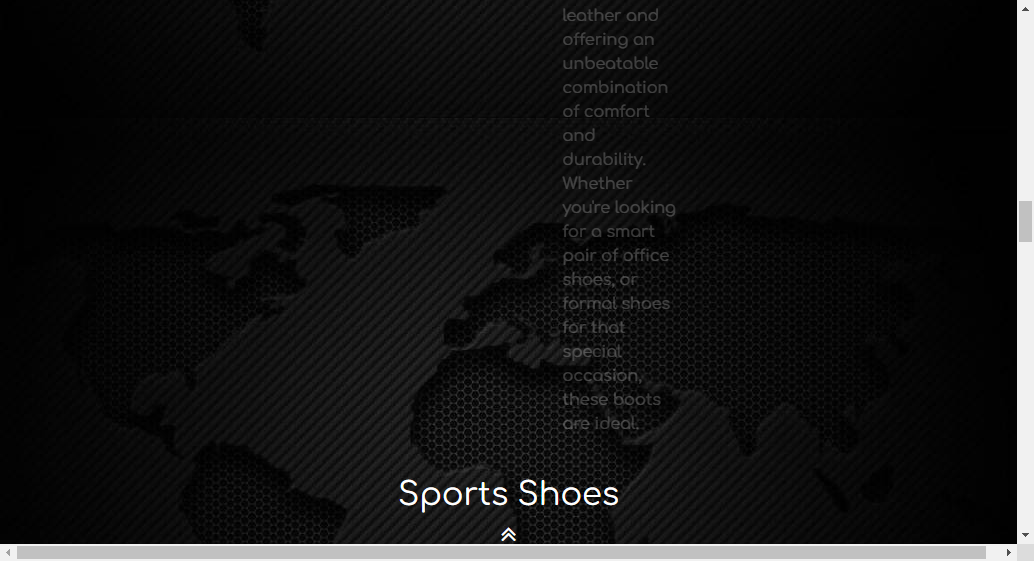 leather and
offering an
unbeatable
combination
of comfort
and
durability.
Whether
you're looking
for a smart
pair of office
shoes, or
formal shoes
for that
special
occasion,
these boots
are ideal.
Sports Shoes